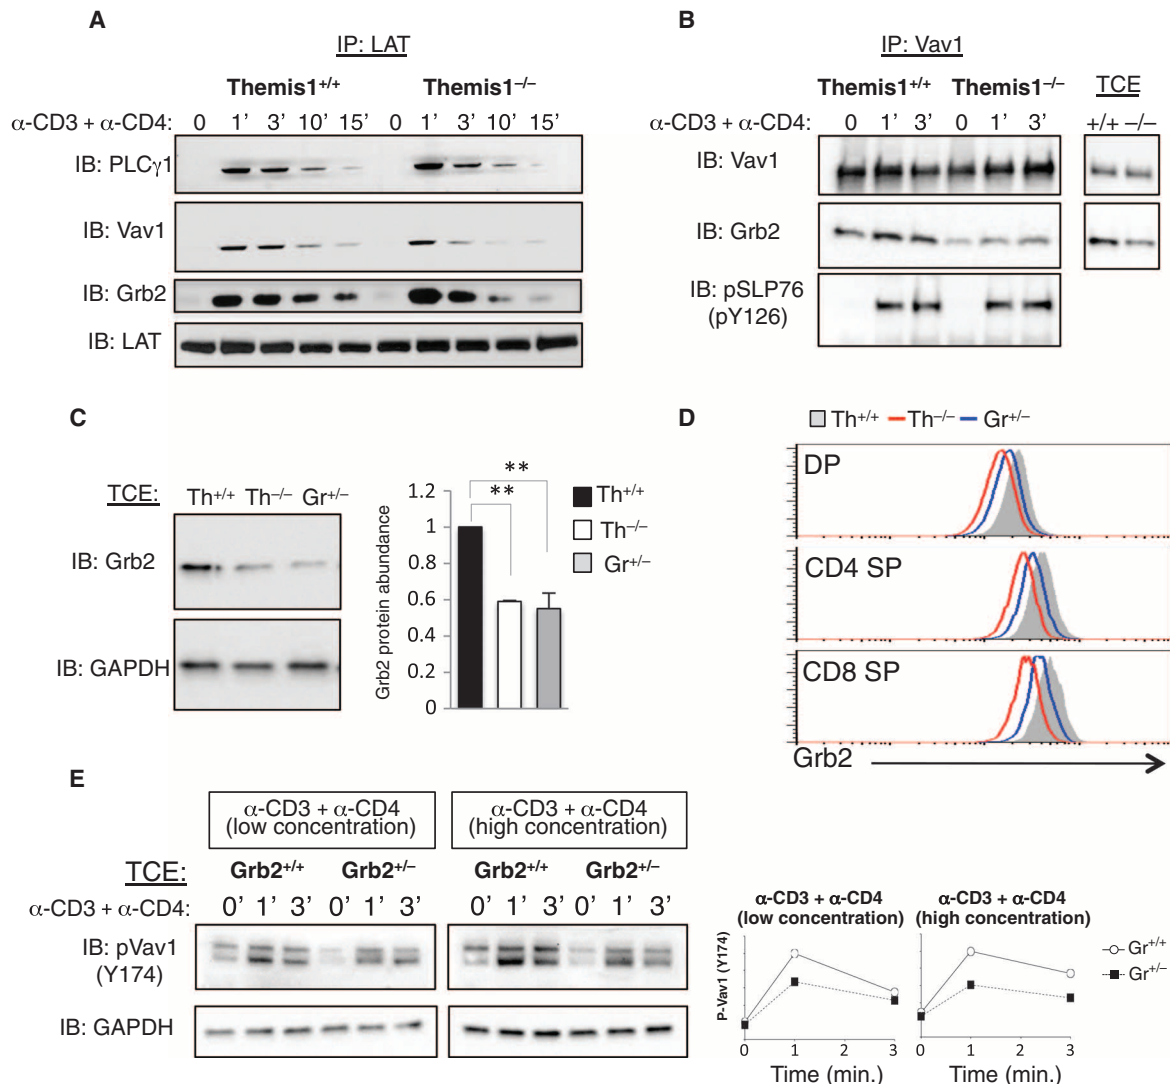 A
IP: LAT
Themis1+/+ Themis1–/–
α-CD3 + α-CD4: 0 1’ 3’ 10’ 15’ 0 1’ 3’ 10’ 15’
IB: PLCγ1
IB: Vav1
IB: Grb2
IB: LAT
B
IP: Vav1
Themis1+/+ Themis1–/– TCE
α-CD3 + α-CD4: 0 1’ 3’ 0 1’ 3’ +/+ –/–
IB: Vav1
IB: Grb2
IB: pSLP76
(pY126)
C
TCE: Th+/+ Th–/– Gr+/–
IB: Grb2
IB: GAPDH
Grb2 protein abundance
1.2
1
0.8
0.6
0.4
0.2
0
**
**
Th+/+
Th–/–
Gr+/–
D
Th+/+ Th–/– Gr+/–
DP
CD4 SP
CD8 SP
Grb2
E
α-CD3 + α-CD4
(low concentration)
α-CD3 + α-CD4
(high concentration)
TCE: Grb2+/+ Grb2+/– Grb2+/+ Grb2+/–
α-CD3 + α-CD4: 0’ 1’ 3’ 0’ 1’ 3’ 0’ 1’ 3’ 0’ 1’ 3’
IB: pVav1
(Y174)
IB: GAPDH
α-CD3 + α-CD4
(low concentration)
α-CD3 + α-CD4
(high concentration)
P-Vav1 (Y174)
0 1 2 3
Time (min.)
0 1 2 3
Time (min.)
Gr+/+
Gr+/–